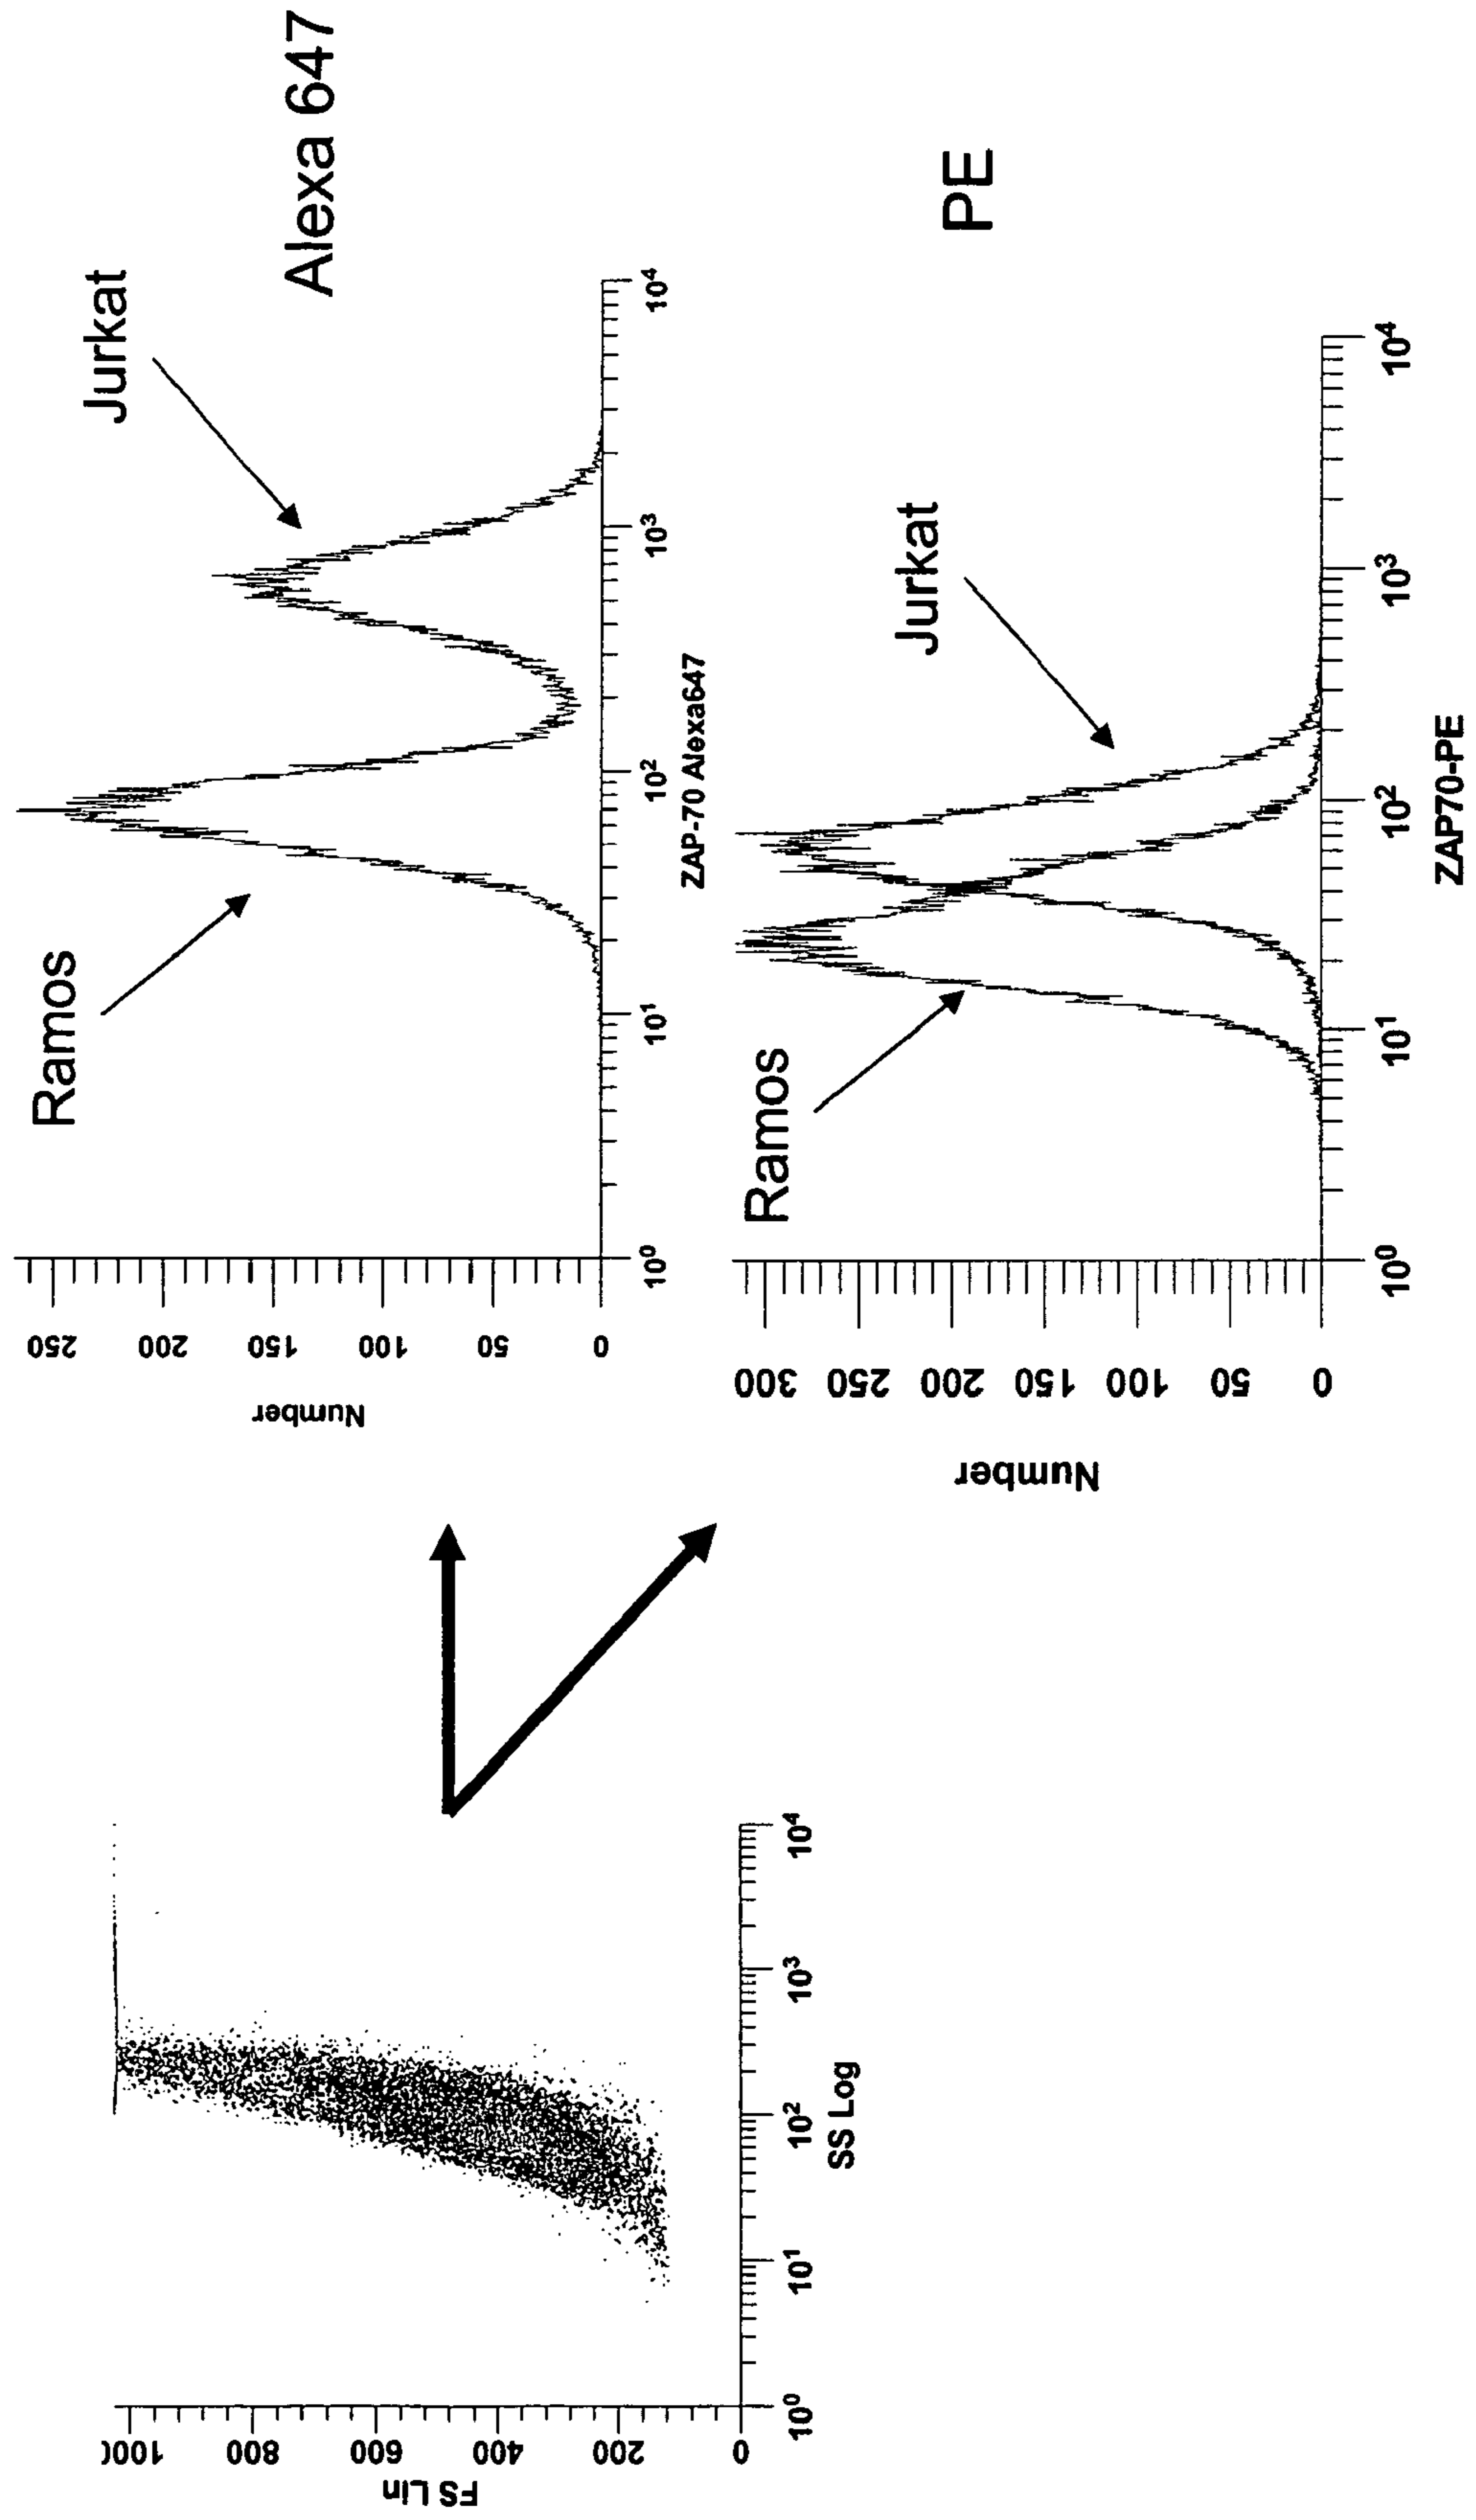 Ramos
Jurkat
Alexa 647
Number
250
200
150
100
50
0
10⁰
10¹
10²
10³
10⁴
ZAP-70 Alexa647
FS Lin
100(
800
600
400
200
0
10⁰
10¹
10²
10³
10⁴
SS Log
Ramos
Jurkat
PE
Number
300
250
200
150
100
50
0
10⁰
10¹
10²
10³
10⁴
ZAP70-PE